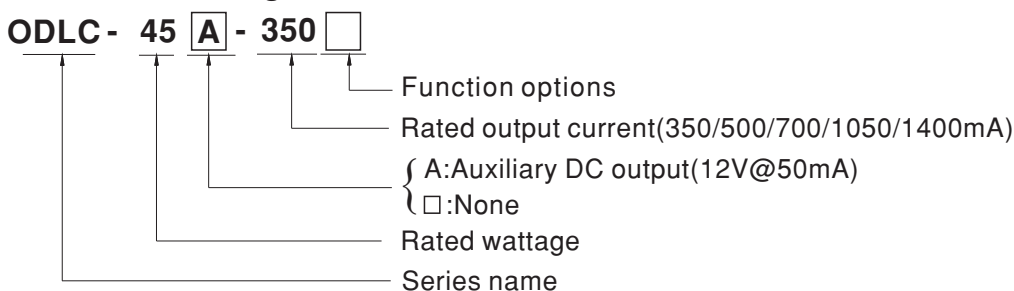 ODLC - 45 A - 350 □
Function options
Rated output current(350/500/700/1050/1400mA)
A:Auxiliary DC output(12V@50mA)
□:None
Rated wattage
Series name